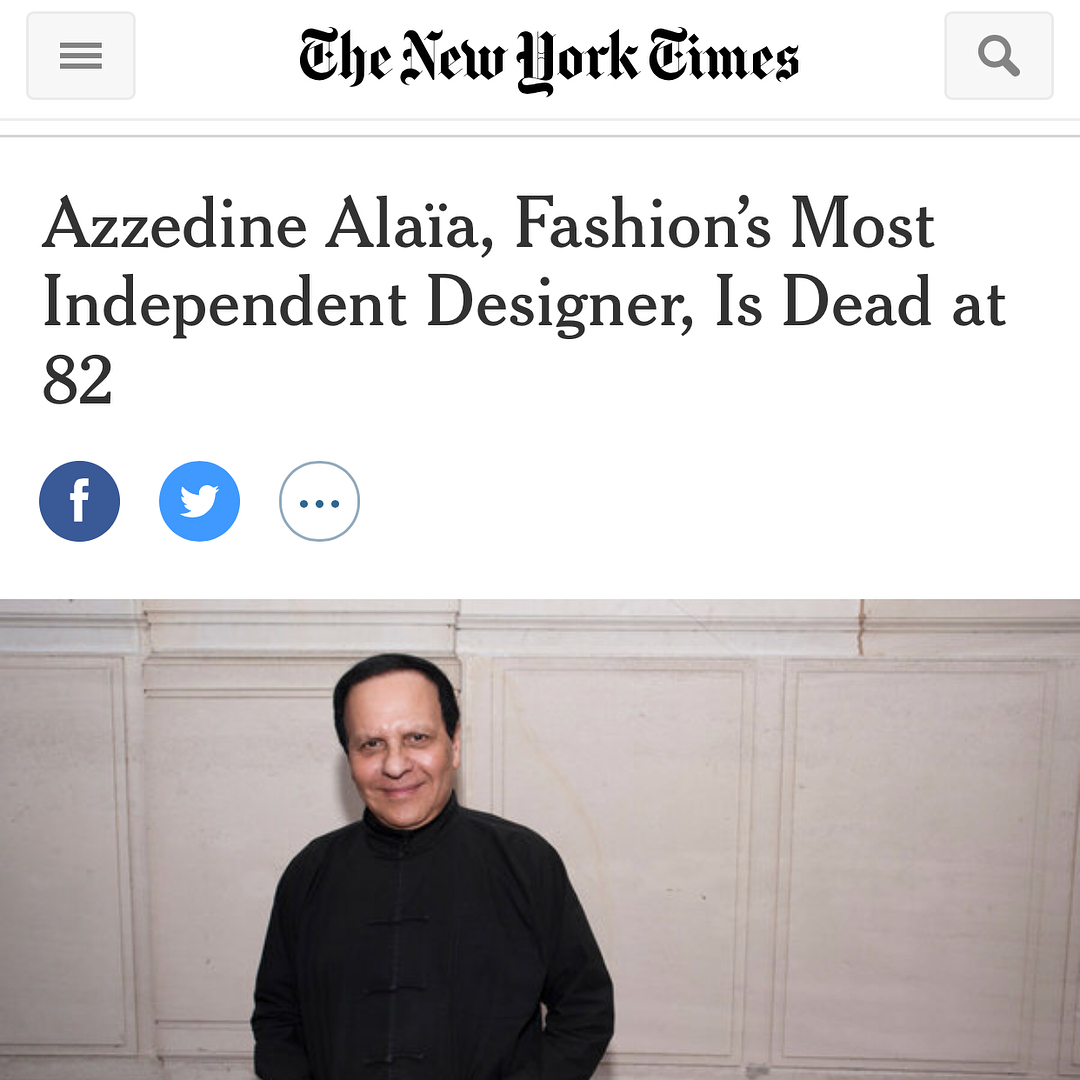 The New York Times
Azzedine Alaïa, Fashion’s Most
Independent Designer, Is Dead at
82